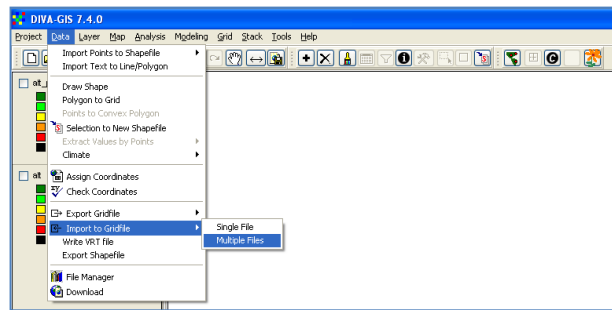 DIVA-GIS 7.4.0
Project Data Layer Map Analysis Modeling Grid Stack Tools Help
Import Points to Shapefile
Import Text to Line/Polygon
Draw Shape
Polygon to Grid
Points to Convex Polygon
Selection to New Shapefile
Extract Values by Points
Climate
Assign Coordinates
Check Coordinates
Export Gridfile
Import to Gridfile
Single File
Multiple Files
Write VRT file
Export Shapefile
File Manager
Download
alt